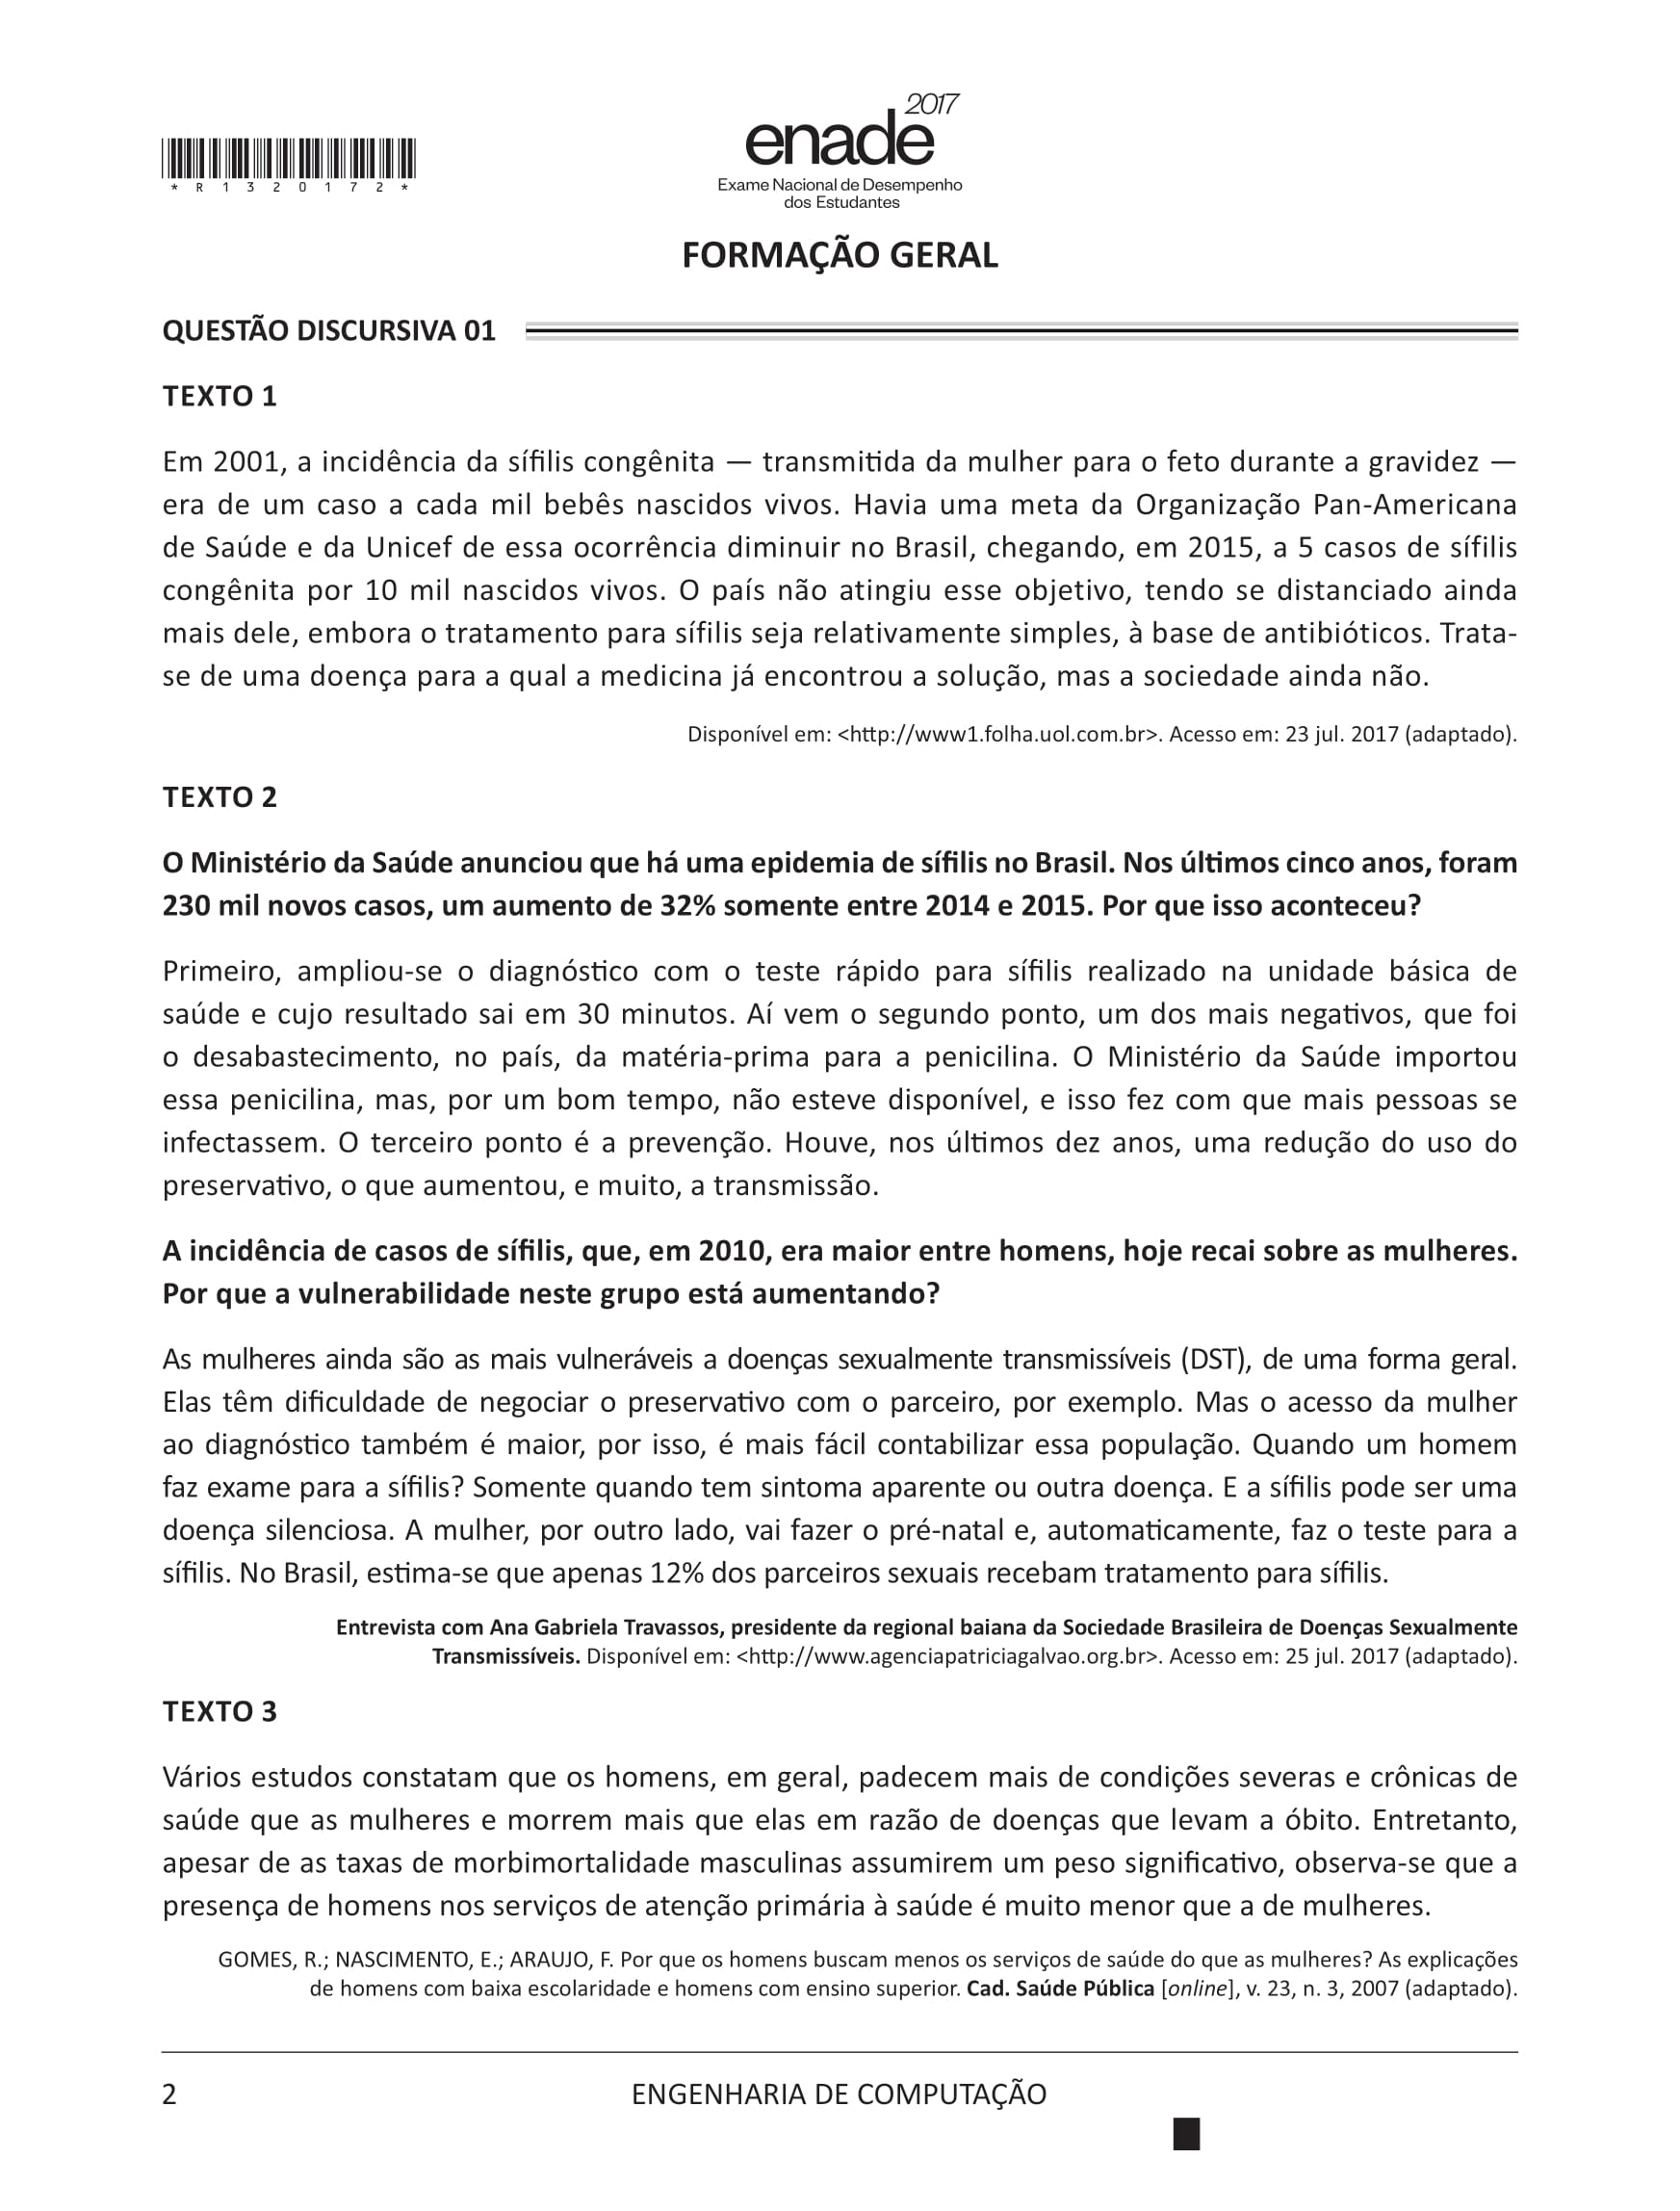 *R1320172*
enade 2017
Exame Nacional de Desempenho
dos Estudantes
FORMAÇÃO GERAL
QUESTÃO DISCURSIVA 01
TEXTO 1
Em 2001, a incidência da sífilis congênita — transmitida da mulher para o feto durante a gravidez —
era de um caso a cada mil bebês nascidos vivos. Havia uma meta da Organização Pan-Americana
de Saúde e da Unicef de essa ocorrência diminuir no Brasil, chegando, em 2015, a 5 casos de sífilis
congênita por 10 mil nascidos vivos. O país não atingiu esse objetivo, tendo se distanciado ainda
mais dele, embora o tratamento para sífilis seja relativamente simples, à base de antibióticos. Trata-
se de uma doença para a qual a medicina já encontrou a solução, mas a sociedade ainda não.
Disponível em: <http://www1.folha.uol.com.br>. Acesso em: 23 jul. 2017 (adaptado).
TEXTO 2
O Ministério da Saúde anunciou que há uma epidemia de sífilis no Brasil. Nos últimos cinco anos, foram
230 mil novos casos, um aumento de 32% somente entre 2014 e 2015. Por que isso aconteceu?
Primeiro, ampliou-se o diagnóstico com o teste rápido para sífilis realizado na unidade básica de
saúde e cujo resultado sai em 30 minutos. Aí vem o segundo ponto, um dos mais negativos, que foi
o desabastecimento, no país, da matéria-prima para a penicilina. O Ministério da Saúde importou
essa penicilina, mas, por um bom tempo, não esteve disponível, e isso fez com que mais pessoas se
infectassem. O terceiro ponto é a prevenção. Houve, nos últimos dez anos, uma redução do uso do
preservativo, o que aumentou, e muito, a transmissão.
A incidência de casos de sífilis, que, em 2010, era maior entre homens, hoje recai sobre as mulheres.
Por que a vulnerabilidade neste grupo está aumentando?
As mulheres ainda são as mais vulneráveis a doenças sexualmente transmissíveis (DST), de uma forma geral.
Elas têm dificuldade de negociar o preservativo com o parceiro, por exemplo. Mas o acesso da mulher
ao diagnóstico também é maior, por isso, é mais fácil contabilizar essa população. Quando um homem
faz exame para a sífilis? Somente quando tem sintoma aparente ou outra doença. E a sífilis pode ser uma
doença silenciosa. A mulher, por outro lado, vai fazer o pré-natal e, automaticamente, faz o teste para a
sífilis. No Brasil, estima-se que apenas 12% dos parceiros sexuais recebam tratamento para sífilis.
Entrevista com Ana Gabriela Travassos, presidente da regional baiana da Sociedade Brasileira de Doenças Sexualmente
Transmissíveis. Disponível em: <http://www.agenciapatriciagalvao.org.br>. Acesso em: 25 jul. 2017 (adaptado).
TEXTO 3
Vários estudos constatam que os homens, em geral, padecem mais de condições severas e crônicas de
saúde que as mulheres e morrem mais que elas em razão de doenças que levam a óbito. Entretanto,
apesar de as taxas de morbimortalidade masculinas assumirem um peso significativo, observa-se que a
presença de homens nos serviços de atenção primária à saúde é muito menor que a de mulheres.
GOMES, R.; NASCIMENTO, E.; ARAUJO, F. Por que os homens buscam menos os serviços de saúde do que as mulheres? As explicações
de homens com baixa escolaridade e homens com ensino superior. Cad. Saúde Pública [online], v. 23, n. 3, 2007 (adaptado).
2
ENGENHARIA DE COMPUTAÇÃO